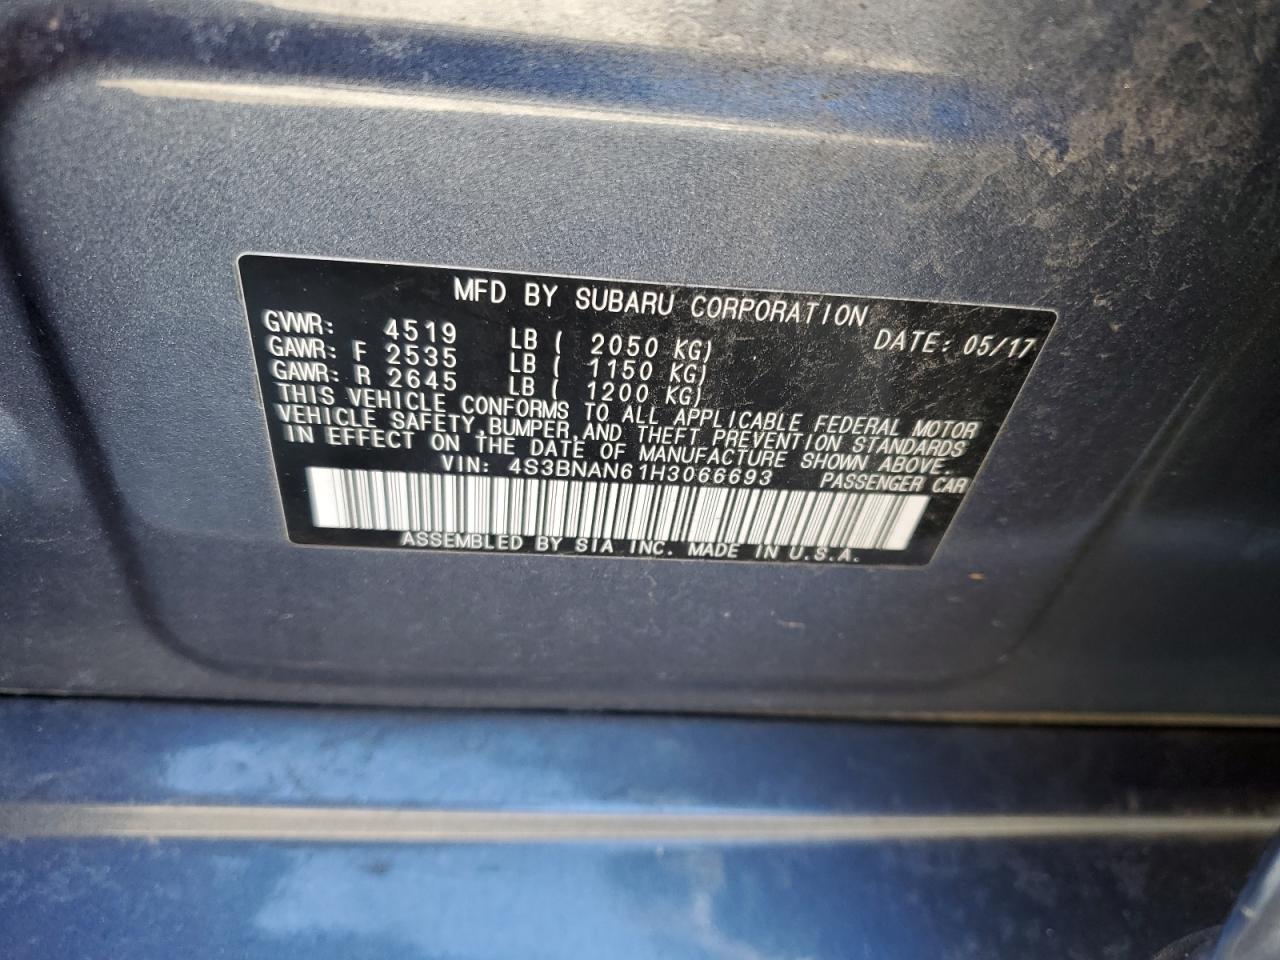 MFD BY SUBARU CORPORATION
GVWR: 4519 LB ( 2050 KG) DATE: 05/17
GAWR: F 2535 LB ( 1150 KG)
GAWR: R 2645 LB ( 1200 KG)
THIS VEHICLE CONFORMS TO ALL APPLICABLE FEDERAL MOTOR
VEHICLE SAFETY, BUMPER, AND THEFT PREVENTION STANDARDS
IN EFFECT ON THE DATE OF MANUFACTURE SHOWN ABOVE.
VIN: 4S3BNAN61H3066693 PASSENGER CAR
ASSEMBLED BY SIA INC. MADE IN U.S.A.